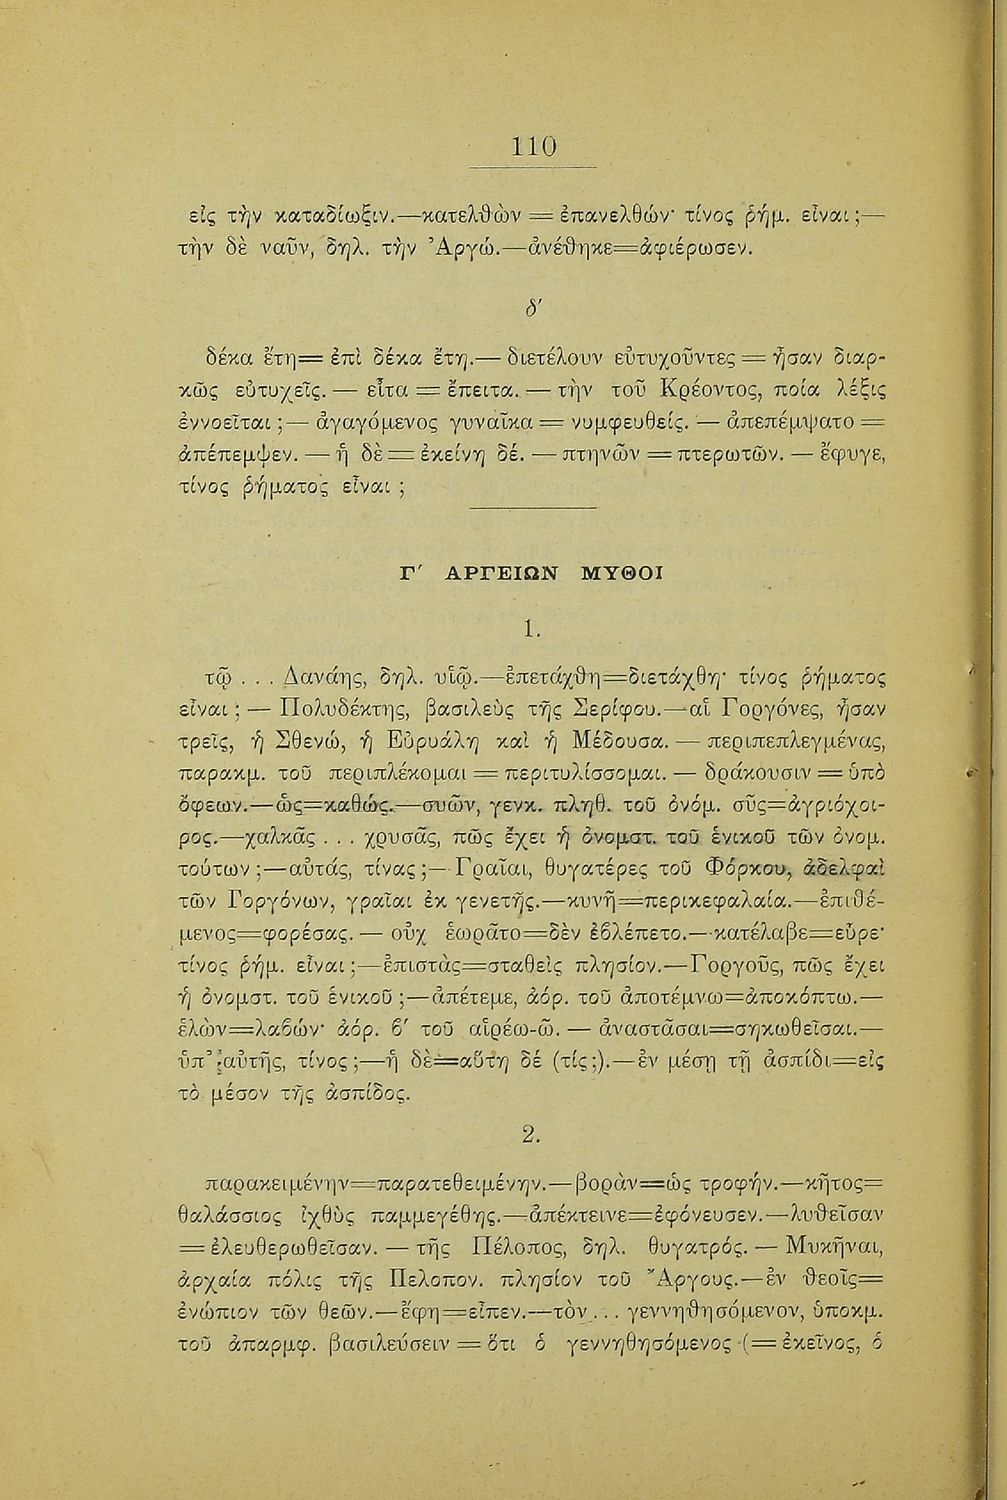 110
εἰς τὴν καταδίωξιν.—κατελθὼν = ἐπανελθών· τίνος ῥήμ. εἶναι;—
τὴν δὲ ναῦν, δηλ. τὴν Ἀργώ.—ἀνέθηκε=ἀφιέρωσεν.
δ′
δέκα ἔτη= ἐπὶ δέκα ἔτη.— διετέλουν εὐτυχοῦντες = ἦσαν διαρ-
κῶς εὐτυχεῖς.— εἶτα = ἔπειτα. — τὴν τοῦ Κρέοντος, ποία λέξις
ἐννοεῖται;— ἀγαγόμενος γυναῖκα = νυμφευθείς. — ἀπεπέμψατο =
ἀπέπεμψεν. — ἡ δὲ = ἐκείνη δέ. — πτηνῶν = πτερωτῶν. — ἔφυγε,
τίνος ῥήματος εἶναι ;
Γ′ ΑΡΓΕΙΩΝ ΜΥΘΟΙ
1.
τῷ . . . Δανάης, δηλ. υἱῷ.—ἐπετάχθη=διετάχθη· τίνος ῥήματος
εἶναι ; — Πολυδέκτης, βασιλεὺς τῆς Σερίφου.—αἱ Γοργόνες, ἦσαν
τρεῖς, ἡ Σθενώ, ἡ Εὐρυάλη καὶ ἡ Μέδουσα. — περιπεπλεγμένας,
παρακμ. τοῦ περιπλέκομαι = περιτυλίσσομαι. — δράκουσιν = ὑπὸ
ὄφεων.—ὡς=καθώς.—συῶν, γενκ. πληθ. τοῦ ὀνόμ. σῦς=ἀγριόχοι-
ρος.—χαλκᾶς . . . χρυσᾶς, πῶς ἔχει ἡ ὀνομστ. τοῦ ἑνικοῦ τῶν ὀνομ.
τούτων ;—αὐτάς, τίνας ;— Γραῖαι, θυγατέρες τοῦ Φόρκου, ἀδελφαὶ
τῶν Γοργόνων, γραῖαι ἐκ γενετῆς.—κυνῆ=περικεφαλαία.—ἐπιθέ-
μενος=φορέσας. — οὐχ ἑωρᾶτο=δὲν ἐβλέπετο.—κατέλαβε=εὗρε·
τίνος ῥήμ. εἶναι ;—ἐπιστὰς=σταθεὶς πλησίον.—Γοργοῦς, πῶς ἔχει
ἡ ὀνομστ. τοῦ ἑνικοῦ ;—ἀπέτεμε, ἀόρ. τοῦ ἀποτέμνω=ἀποκόπτω.—
ἑλὼν=λαβών· ἀόρ. β′ τοῦ αἱρέω-ῶ. — ἀναστᾶσαι=σηκωθεῖσαι.—
ὑπ' αὐτῆς, τίνος ;—ἡ δὲ=αὕτη δέ (τίς ;).—ἐν μέσῃ τῇ ἀσπίδι=εἰς
τὸ μέσον τῆς ἀσπίδος.
2.
παρακειμένην=παρατεθειμένην.—βορὰν=ὡς τροφήν.—κῆτος=
θαλάσσιος ἰχθὺς παμμεγέθης.—ἀπέκτεινε=ἐφόνευσεν.—λυθεῖσαν
= ἐλευθερωθεῖσαν. — τῆς Πέλοπος, δηλ. θυγατρός. — Μυκῆναι,
ἀρχαία πόλις τῆς Πελοπον. πλησίον τοῦ Ἄργους.—ἐν θεοῖς=
ἐνώπιον τῶν θεῶν.—ἔφη=εἶπεν.—τὸν . . . γεννηθησόμενον, ὑποκμ.
τοῦ ἀπαρμφ. βασιλεύσειν = ὅτι ὁ γεννηθησόμενος (= ἐκεῖνος, ὁ